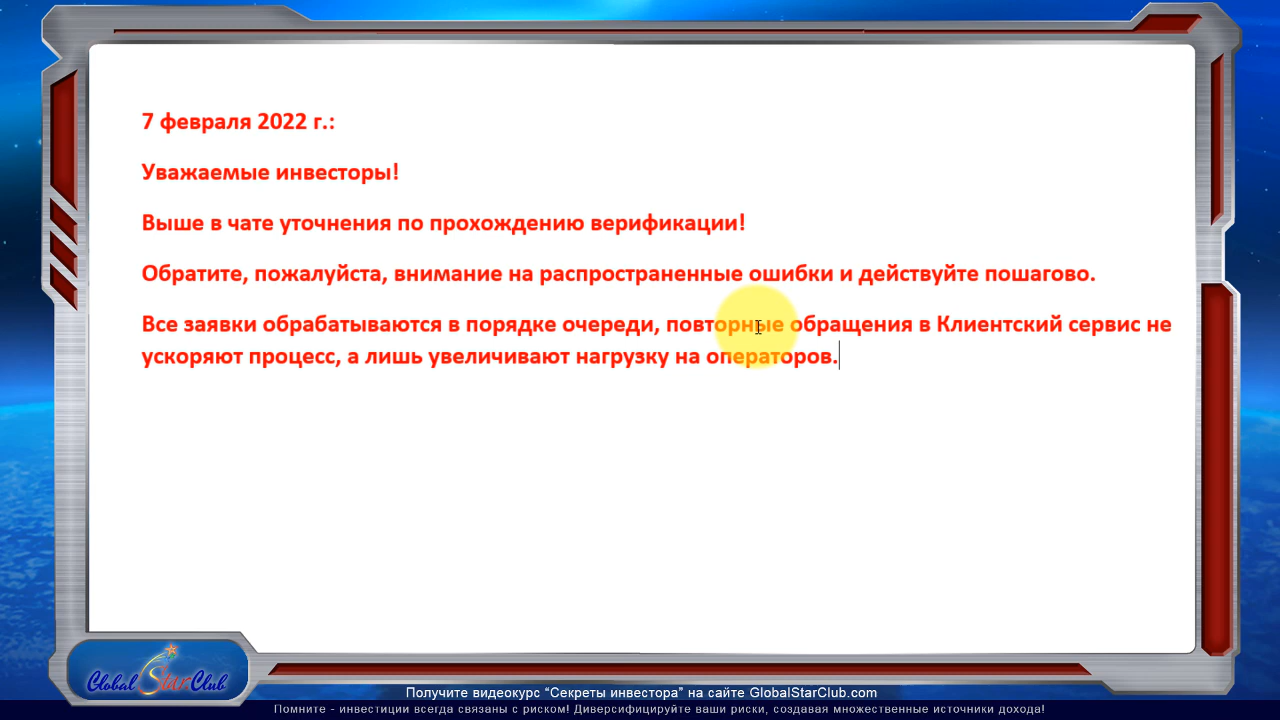 7 февраля 2022 г.:
Уважаемые инвесторы!
Выше в чате уточнения по прохождению верификации!
Обратите, пожалуйста, внимание на распространенные ошибки и действуйте пошагово.
Все заявки обрабатываются в порядке очереди, повторные обращения в Клиентский сервис не
ускоряют процесс, а лишь увеличивают нагрузку на операторов.
Global Star Club
Получите видеокурс "Секреты инвестора" на сайте GlobalStarClub.com
Помните - инвестиции всегда связаны с риском! Диверсифицируйте ваши риски, создавая множественные источники дохода!